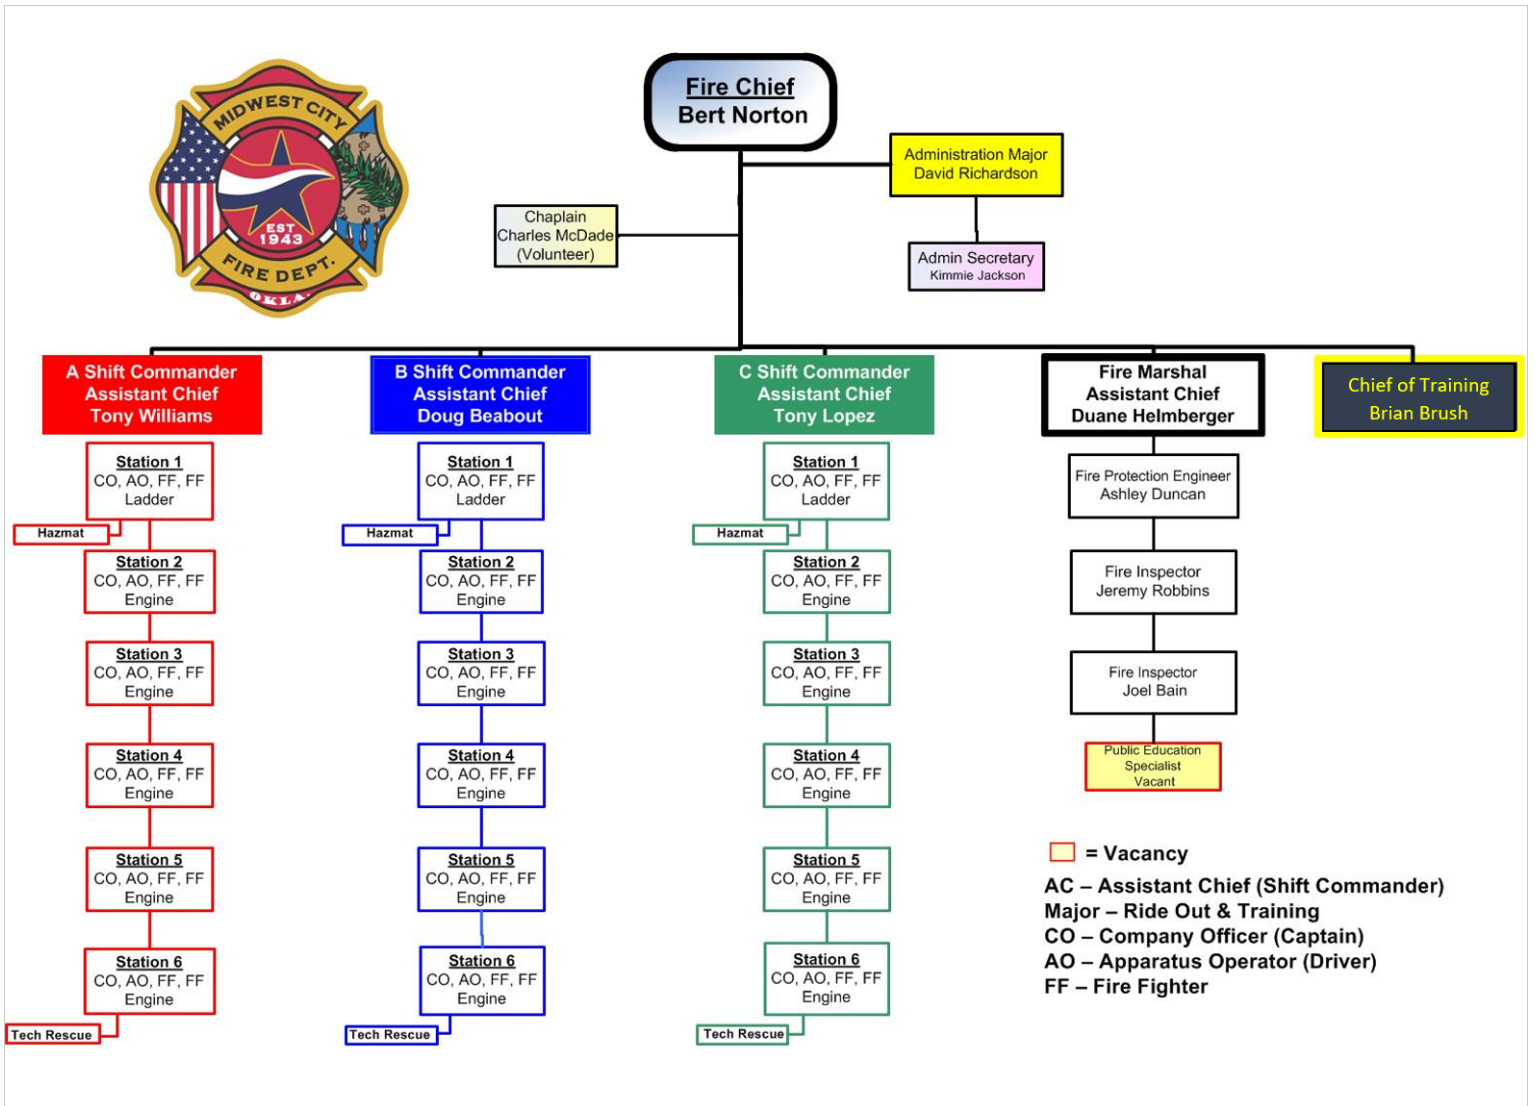 MIDWEST CITY
EST
1943
FIRE DEPT.
OKLA.
Fire Chief
Bert Norton
Administration Major
David Richardson
Chaplain
Charles McDade
(Volunteer)
Admin Secretary
Kimmie Jackson
A Shift Commander
Assistant Chief
Tony Williams
B Shift Commander
Assistant Chief
Doug Beabout
C Shift Commander
Assistant Chief
Tony Lopez
Fire Marshal
Assistant Chief
Duane Helmberger
Chief of Training
Brian Brush
Station 1
CO, AO, FF, FF
Ladder
Hazmat
Station 2
CO, AO, FF, FF
Engine
Station 3
CO, AO, FF, FF
Engine
Station 4
CO, AO, FF, FF
Engine
Station 5
CO, AO, FF, FF
Engine
Station 6
CO, AO, FF, FF
Engine
Tech Rescue
Station 1
CO, AO, FF, FF
Ladder
Hazmat
Station 2
CO, AO, FF, FF
Engine
Station 3
CO, AO, FF, FF
Engine
Station 4
CO, AO, FF, FF
Engine
Station 5
CO, AO, FF, FF
Engine
Station 6
CO, AO, FF, FF
Engine
Tech Rescue
Station 1
CO, AO, FF, FF
Ladder
Hazmat
Station 2
CO, AO, FF, FF
Engine
Station 3
CO, AO, FF, FF
Engine
Station 4
CO, AO, FF, FF
Engine
Station 5
CO, AO, FF, FF
Engine
Station 6
CO, AO, FF, FF
Engine
Tech Rescue
Fire Protection Engineer
Ashley Duncan
Fire Inspector
Jeremy Robbins
Fire Inspector
Joel Bain
Public Education
Specialist
Vacant
= Vacancy
AC – Assistant Chief (Shift Commander)
Major – Ride Out & Training
CO – Company Officer (Captain)
AO – Apparatus Operator (Driver)
FF – Fire Fighter